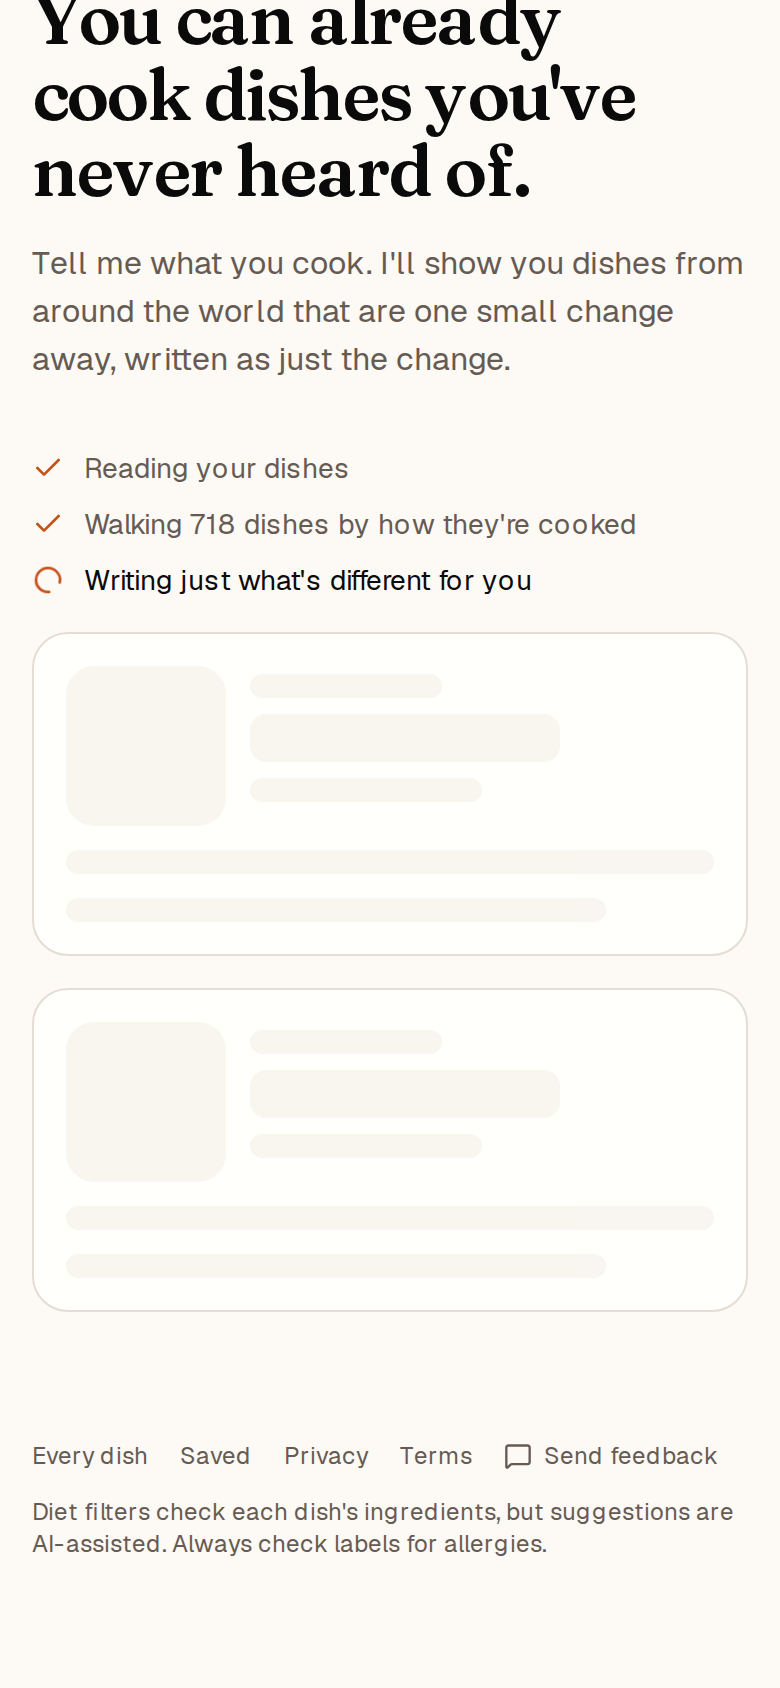 You can already
cook dishes you've
never heard of.
Tell me what you cook. I'll show you dishes from
around the world that are one small change
away, written as just the change.
Reading your dishes
Walking 718 dishes by how they're cooked
Writing just what's different for you
Every dish Saved Privacy Terms Send feedback
Diet filters check each dish's ingredients, but suggestions are
AI-assisted. Always check labels for allergies.